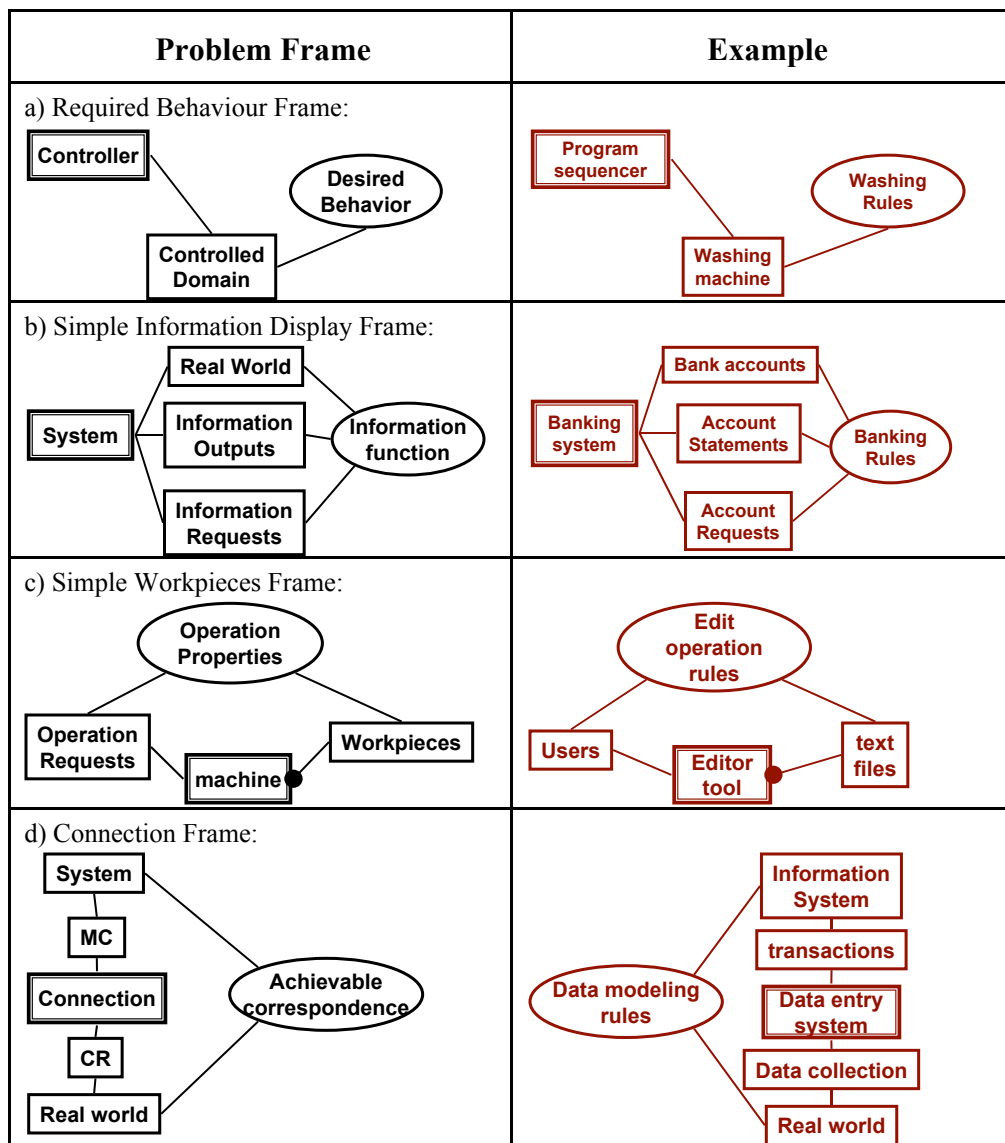 Problem Frame
Example
a) Required Behaviour Frame:
Controller
Desired
Behavior
Controlled
Domain
Program
sequencer
Washing
Rules
Washing
machine
b) Simple Information Display Frame:
Real World
System
Information
Outputs
Information
function
Information
Requests
Bank accounts
Banking
system
Account
Statements
Banking
Rules
Account
Requests
c) Simple Workpieces Frame:
Operation
Properties
Operation
Requests
Workpieces
machine
Edit
operation
rules
Users
Editor
tool
text
files
d) Connection Frame:
System
MC
Connection
Achievable
correspondence
CR
Real world
Information
System
transactions
Data modeling
rules
Data entry
system
Data collection
Real world